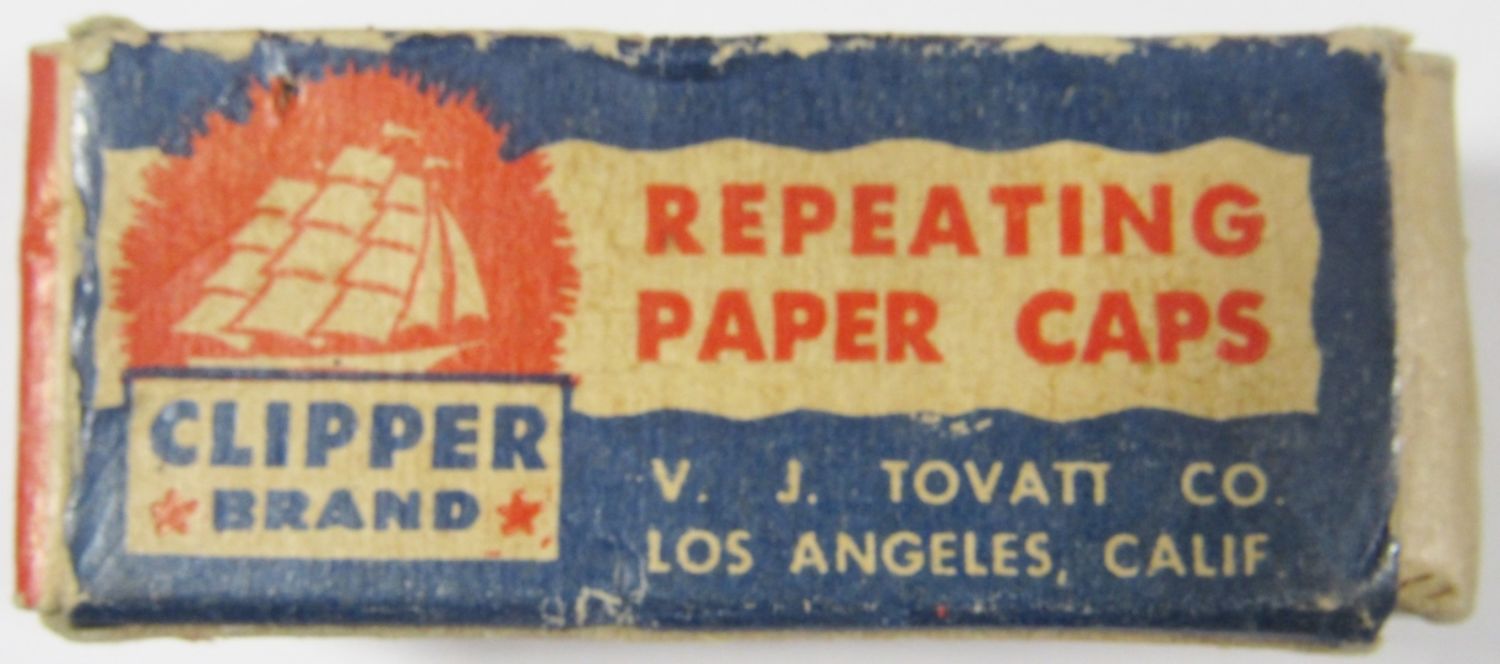 REPEATING
PAPER CAPS
CLIPPER
BRAND
V. J. TOVATT CO.
LOS ANGELES, CALIF